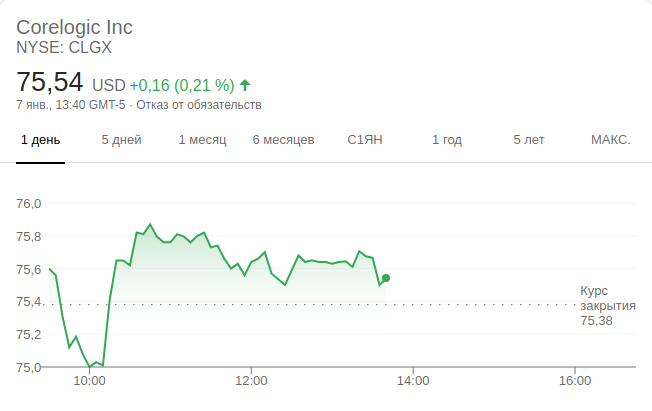 Corelogic Inc
NYSE: CLGX
75,54 USD +0,16 (0,21 %)
7 янв., 13:40 GMT-5 · Отказ от обязательств
1 день 5 дней 1 месяц 6 месяцев С1ЯН 1 год 5 лет МАКС.
76,0
75,8
75,6
75,4
75,2
75,0
Курс
закрытия
75,38
10:00 12:00 14:00 16:00